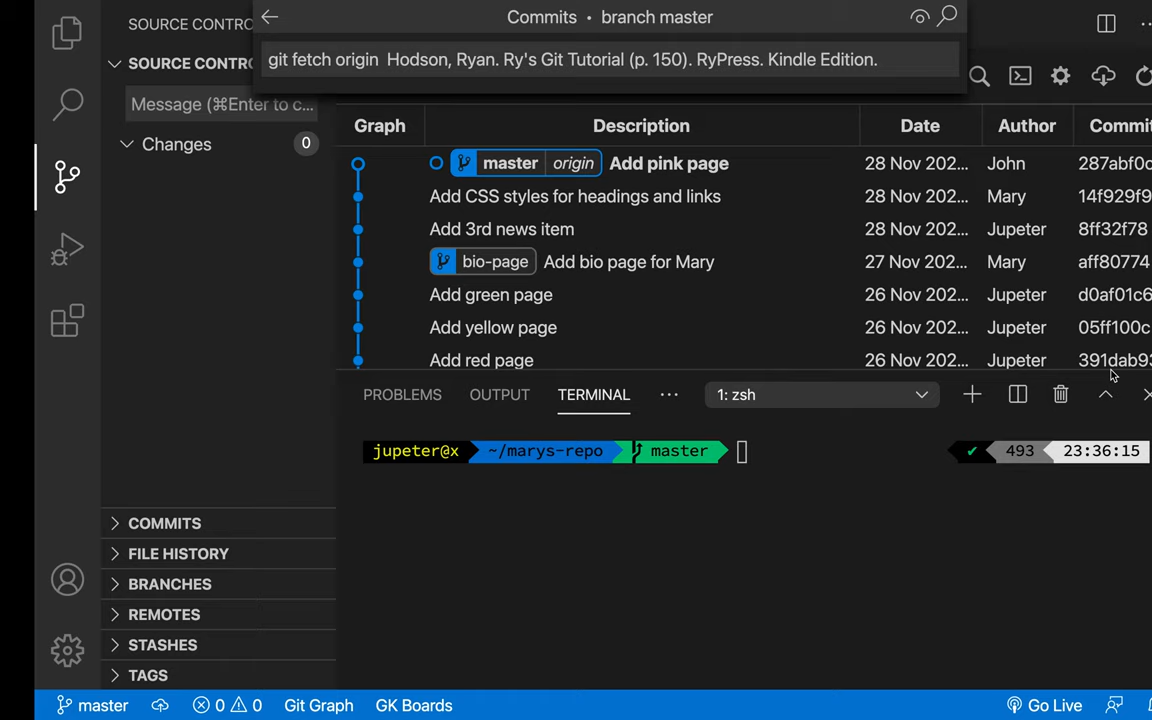 SOURCE CONTRO
Commits • branch master
SOURCE CONTRO
git fetch origin  Hodson, Ryan. Ry's Git Tutorial (p. 150). RyPress. Kindle Edition.
Message (⌘Enter to c...
Changes 0
Graph Description Date Author Commit
master origin Add pink page 28 Nov 202... John 287abf0c
Add CSS styles for headings and links 28 Nov 202... Mary 14f929f9
Add 3rd news item 28 Nov 202... Jupeter 8ff32f78
bio-page Add bio page for Mary 27 Nov 202... Mary aff80774
Add green page 26 Nov 202... Jupeter d0af01c6
Add yellow page 26 Nov 202... Jupeter 05ff100c
Add red page 26 Nov 202... Jupeter 391dab93
PROBLEMS OUTPUT TERMINAL ... 1: zsh
jupeter@x ~/marys-repo master ✔ 493 23:36:15
COMMITS
FILE HISTORY
BRANCHES
REMOTES
STASHES
TAGS
master 0 0 Git Graph GK Boards Go Live